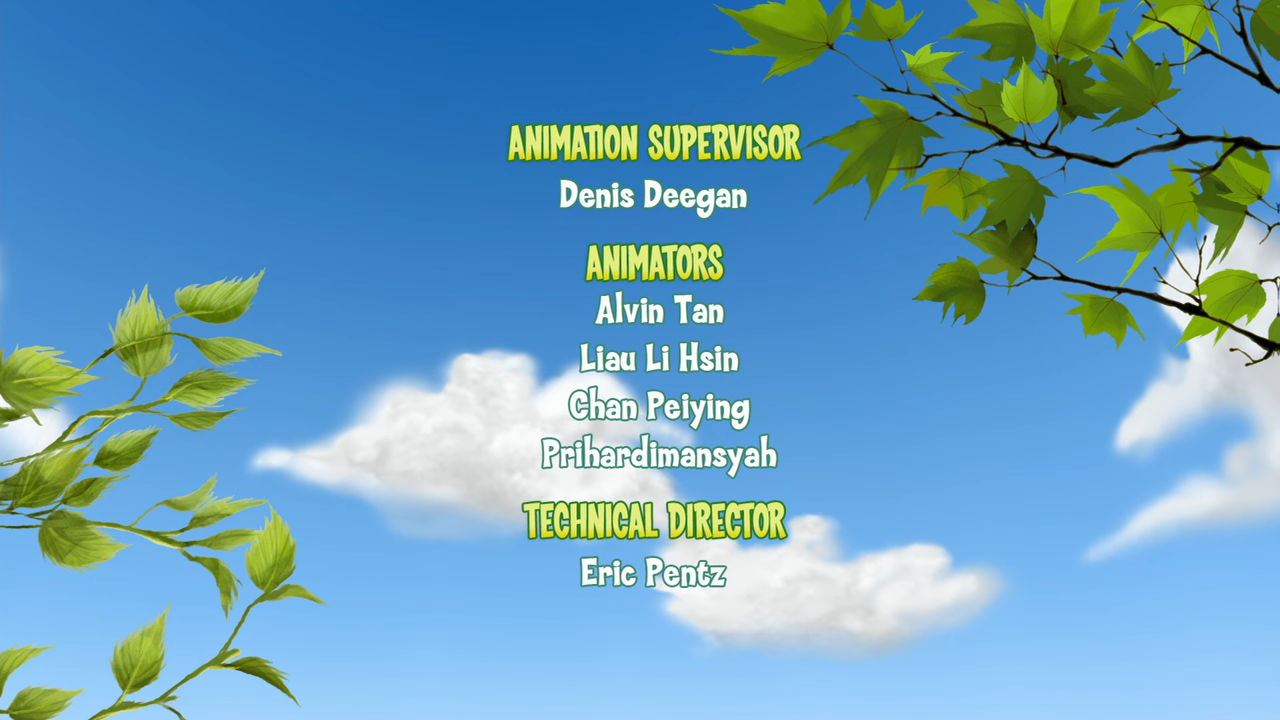 ANIMATION SUPERVISOR
Denis Deegan
ANIMATORS
Alvin Tan
Liau Li Hsin
Chan Peiying
Prihardimansyah
TECHNICAL DIRECTOR
Eric Pentz